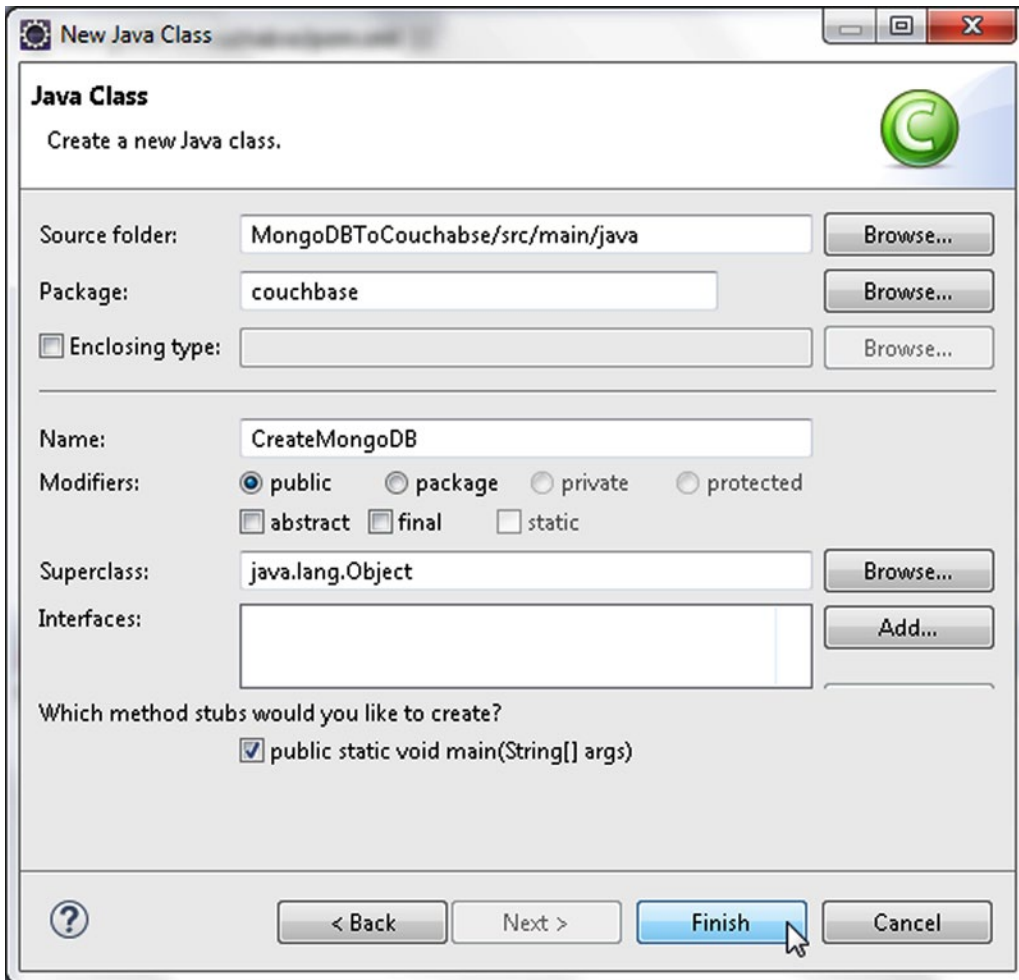 New Java Class
Java Class
Create a new Java class.
C
Source folder: MongoDBToCouchabse/src/main/java Browse...
Package: couchbase Browse...
Enclosing type: Browse...
Name: CreateMongoDB
Modifiers: public package private protected
abstract final static
Superclass: java.lang.Object Browse...
Interfaces: Add...
Which method stubs would you like to create?
public static void main(String[] args)
? < Back Next > Finish Cancel